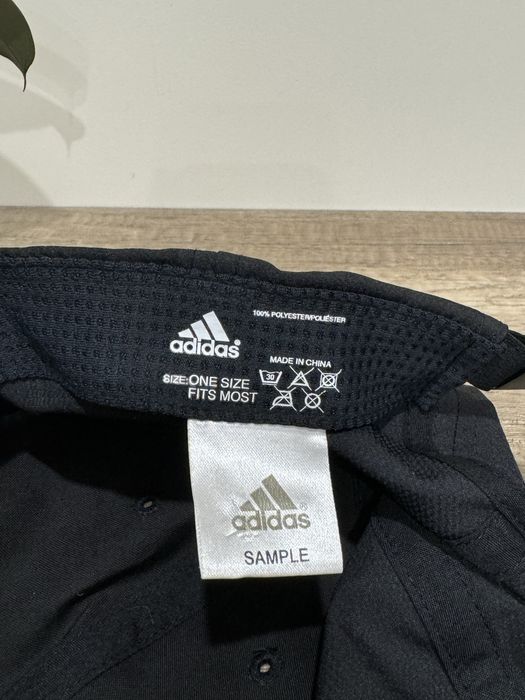 100% POLYESTER/POLIÉSTER
adidas®
MADE IN CHINA
SIZE:ONE SIZE
FITS MOST
30
adidas
SAMPLE